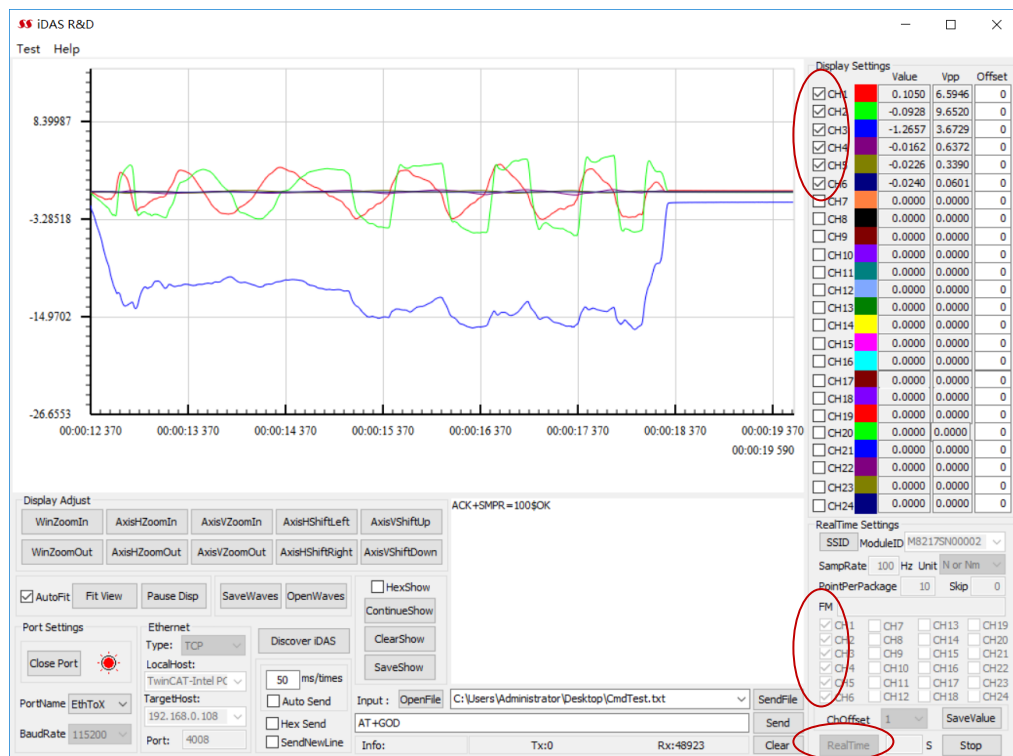 iDAS R&D
Test Help
8.39987
-3.28518
-14.9702
-26.6553
00:00:12 370 00:00:13 370 00:00:14 370 00:00:15 370 00:00:16 370 00:00:17 370 00:00:18 370 00:00:19 370
00:00:19 590
Display Settings
Value Vpp Offset
CH1 0.1050 6.5946 0
CH2 -0.0928 9.6520 0
CH3 -1.2657 3.6729 0
CH4 -0.0162 0.6372 0
CH5 -0.0226 0.3390 0
CH6 -0.0240 0.0601 0
CH7 0.0000 0.0000 0
CH8 0.0000 0.0000 0
CH9 0.0000 0.0000 0
CH10 0.0000 0.0000 0
CH11 0.0000 0.0000 0
CH12 0.0000 0.0000 0
CH13 0.0000 0.0000 0
CH14 0.0000 0.0000 0
CH15 0.0000 0.0000 0
CH16 0.0000 0.0000 0
CH17 0.0000 0.0000 0
CH18 0.0000 0.0000 0
CH19 0.0000 0.0000 0
CH20 0.0000 0.0000 0
CH21 0.0000 0.0000 0
CH22 0.0000 0.0000 0
CH23 0.0000 0.0000 0
CH24 0.0000 0.0000 0
Display Adjust
WinZoomIn AxisHZoomIn AxisVZoomIn AxisHShiftLeft AxisVShiftUp
WinZoomOut AxisHZoomOut AxisVZoomOut AxisHShiftRight AxisVShiftDown
AutoFit Fit View Pause Disp SaveWaves OpenWaves
HexShow
ContinueShow
ClearShow
SaveShow
Port Settings
Close Port
PortName EthToX
BaudRate 115200
Ethernet
Type: TCP
LocalHost:
TwinCAT-Intel PC
TargetHost:
192.168.0.108
Port: 4008
Discover iDAS
50 ms/times
Auto Send
Hex Send
SendNewLine
ACK+SMPR=100$OK
Input : OpenFile C:\Users\Administrator\Desktop\CmdTest.txt SendFile
AT+GOD Send
Info: Tx:0 Rx:48923 Clear
RealTime Settings
SSID ModuleID M8217SN00002
SampRate 100 Hz Unit N or Nm
PointPerPackage 10 Skip 0
FM
CH1 CH7 CH13 CH19
CH2 CH8 CH14 CH20
CH3 CH9 CH15 CH21
CH4 CH10 CH16 CH22
CH5 CH11 CH17 CH23
CH6 CH12 CH18 CH24
ChOffset 1 SaveValue
RealTime S Stop